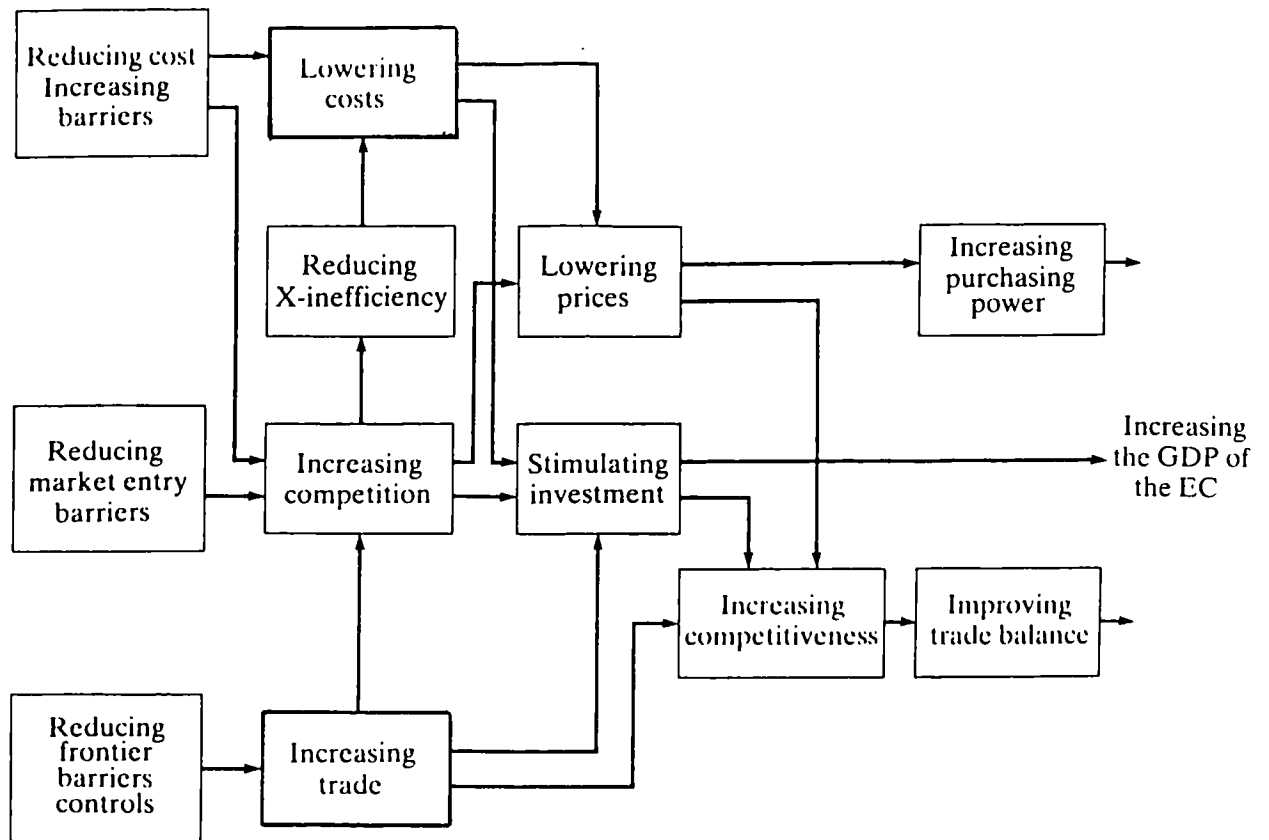 Reducing cost
Increasing
barriers
Lowering
costs
Reducing
X-inefficiency
Lowering
prices
Increasing
purchasing
power
Reducing
market entry
barriers
Increasing
competition
Stimulating
investment
Increasing
the GDP of
the EC
Increasing
competitiveness
Improving
trade balance
Reducing
frontier
barriers
controls
Increasing
trade